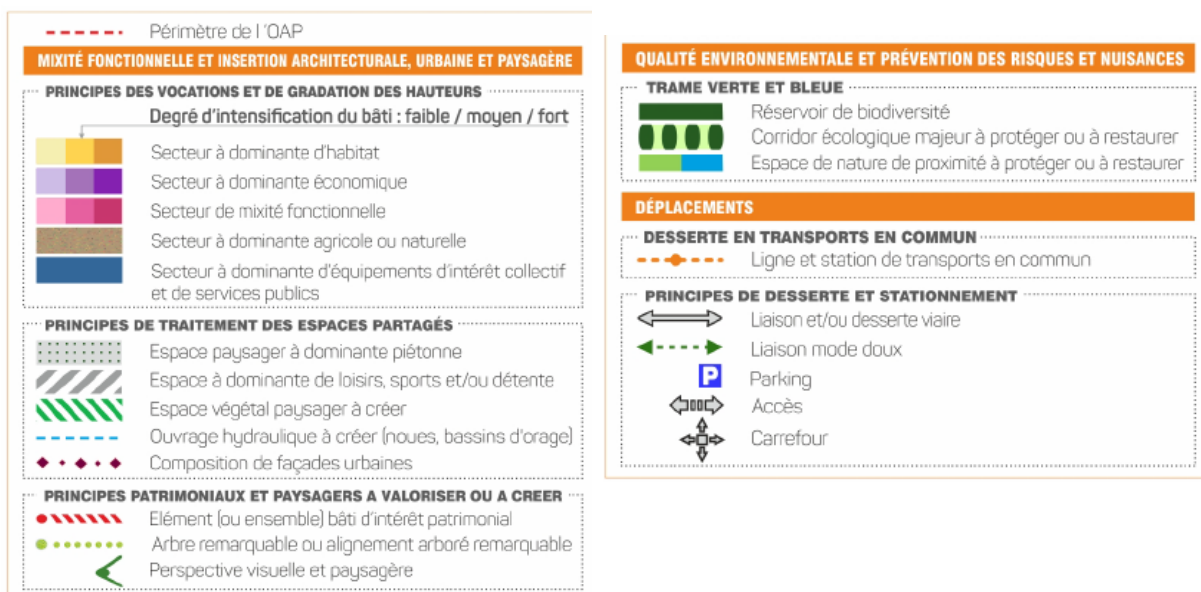 Périmètre de l 'OAP
MIXITÉ FONCTIONNELLE ET INSERTION ARCHITECTURALE, URBAINE ET PAYSAGÈRE
PRINCIPES DES VOCATIONS ET DE GRADATION DES HAUTEURS
Degré d'intensification du bâti : faible / moyen / fort
Secteur à dominante d'habitat
Secteur à dominante économique
Secteur de mixité fonctionnelle
Secteur à dominante agricole ou naturelle
Secteur à dominante d'équipements d'intérêt collectif
et de services publics
PRINCIPES DE TRAITEMENT DES ESPACES PARTAGÉS
Espace paysager à dominante piétonne
Espace à dominante de loisirs, sports et/ou détente
Espace végétal paysager à créer
Ouvrage hydraulique à créer (noues, bassins d'orage)
Composition de façades urbaines
PRINCIPES PATRIMONIAUX ET PAYSAGERS A VALORISER OU A CREER
Elément (ou ensemble) bâti d'intérêt patrimonial
Arbre remarquable ou alignement arboré remarquable
Perspective visuelle et paysagère
QUALITÉ ENVIRONNEMENTALE ET PRÉVENTION DES RISQUES ET NUISANCES
TRAME VERTE ET BLEUE
Réservoir de biodiversité
Corridor écologique majeur à protéger ou à restaurer
Espace de nature de proximité à protéger ou à restaurer
DÉPLACEMENTS
DESSERTE EN TRANSPORTS EN COMMUN
Ligne et station de transports en commun
PRINCIPES DE DESSERTE ET STATIONNEMENT
Liaison et/ou desserte viaire
Liaison mode doux
P Parking
Accès
Carrefour